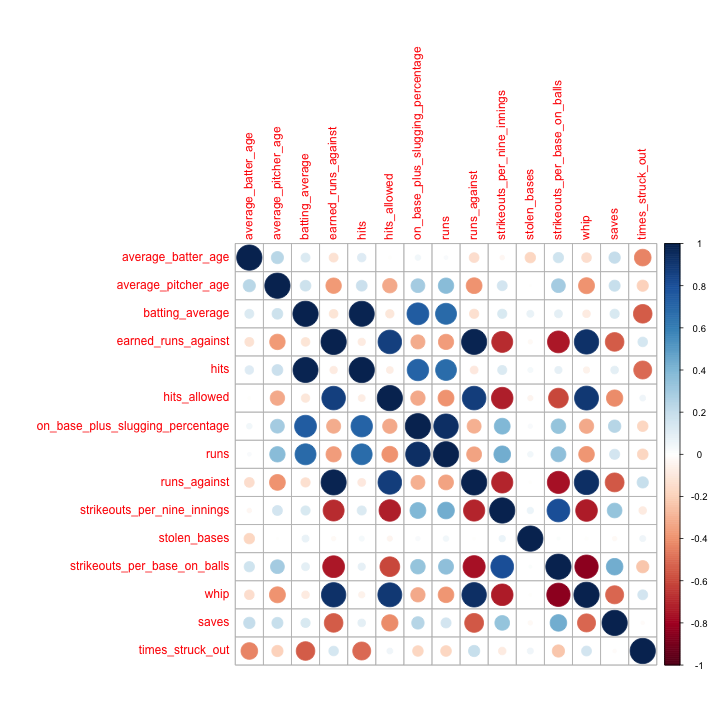 average_batter_age
average_pitcher_age
batting_average
earned_runs_against
hits
hits_allowed
on_base_plus_slugging_percentage
runs
runs_against
strikeouts_per_nine_innings
stolen_bases
strikeouts_per_base_on_balls
whip
saves
times_struck_out
average_batter_age
average_pitcher_age
batting_average
earned_runs_against
hits
hits_allowed
on_base_plus_slugging_percentage
runs
runs_against
strikeouts_per_nine_innings
stolen_bases
strikeouts_per_base_on_balls
whip
saves
times_struck_out
1
0.8
0.6
0.4
0.2
0
-0.2
-0.4
-0.6
-0.8
-1